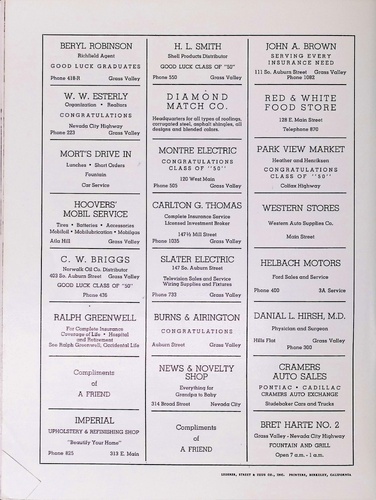 BERYL ROBINSON
Richfield Agent
GOOD LUCK GRADUATES
Phone 418-R Grass Valley
W. W. ESTERLY
Organization • Realtors
CONGRATULATIONS
Nevada City Highway
Phone 223 Grass Valley
MORT'S DRIVE IN
Lunches • Short Orders
Fountain
Car Service
HOOVERS'
MOBIL SERVICE
Tires • Batteries • Accessories
Mobiloil • Mobilubrication • Mobilgas
Alta Hill Grass Valley
C. W. BRIGGS
Norwalk Oil Co. Distributor
403 So. Auburn Street Grass Valley
GOOD LUCK CLASS OF "50"
Phone 436
RALPH GREENWELL
For Complete Insurance
Coverage of Life • Hospital
and Retirement
See Ralph Greenwell, Occidental Life
Compliments
of
A FRIEND
IMPERIAL
UPHOLSTERY & REFINISHING SHOP
"Beautify Your Home"
Phone 825 313 E. Main
H. L. SMITH
Shell Products Distributor
GOOD LUCK CLASS OF "50"
Phone 550 Grass Valley
DIAMOND
MATCH CO.
Headquarters for all types of roofings,
corrugated steel, asphalt shingles, all
designs and blended colors.
MONTRE ELECTRIC
CONGRATULATIONS
CLASS OF "50"
120 West Main
Phone 505 Grass Valley
CARLTON G. THOMAS
Complete Insurance Service
Licensed Investment Broker
147½ Mill Street
Phone 1035 Grass Valley
SLATER ELECTRIC
147 So. Auburn Street
Television Sales and Service
Wiring Supplies and Fixtures
Phone 733 Grass Valley
BURNS & AIRINGTON
CONGRATULATIONS
Auburn Street Grass Valley
NEWS & NOVELTY
SHOP
Everything for
Grandpa to Baby
314 Broad Street Nevada City
Compliments
of
A FRIEND
JOHN A. BROWN
SERVING EVERY
INSURANCE NEED
111 So. Auburn Street Grass Valley
Phone 1082
RED & WHITE
FOOD STORE
128 E. Main Street
Telephone 870
PARK VIEW MARKET
Heather and Henriksen
CONGRATULATIONS
CLASS OF "50"
Colfax Highway
WESTERN STORES
Western Auto Supplies Co.
Main Street
HELBACH MOTORS
Ford Sales and Service
Phone 400 3A Service
DANIAL L. HIRSH, M.D.
Physician and Surgeon
Hills Flat Grass Valley
Phone 300
CRAMERS
AUTO SALES
PONTIAC • CADILLAC
CRAMERS AUTO EXCHANGE
Studebaker Cars and Trucks
BRET HARTE NO. 2
Grass Valley - Nevada City Highway
FOUNTAIN AND GRILL
Open 7 a.m. - 1 a.m.
STREET & ZEUS CO., INC. PRINTERS, BERKELEY, CALIFORNIA